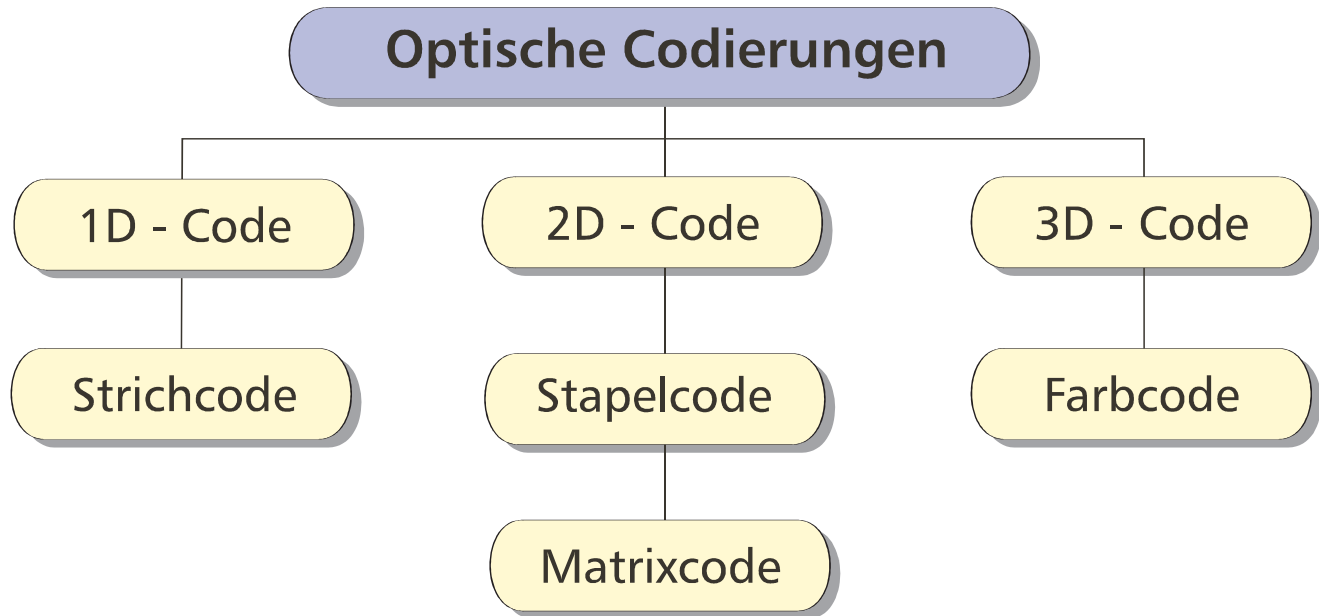 Optische Codierungen
1D - Code
2D - Code
3D - Code
Strichcode
Stapelcode
Farbcode
Matrixcode